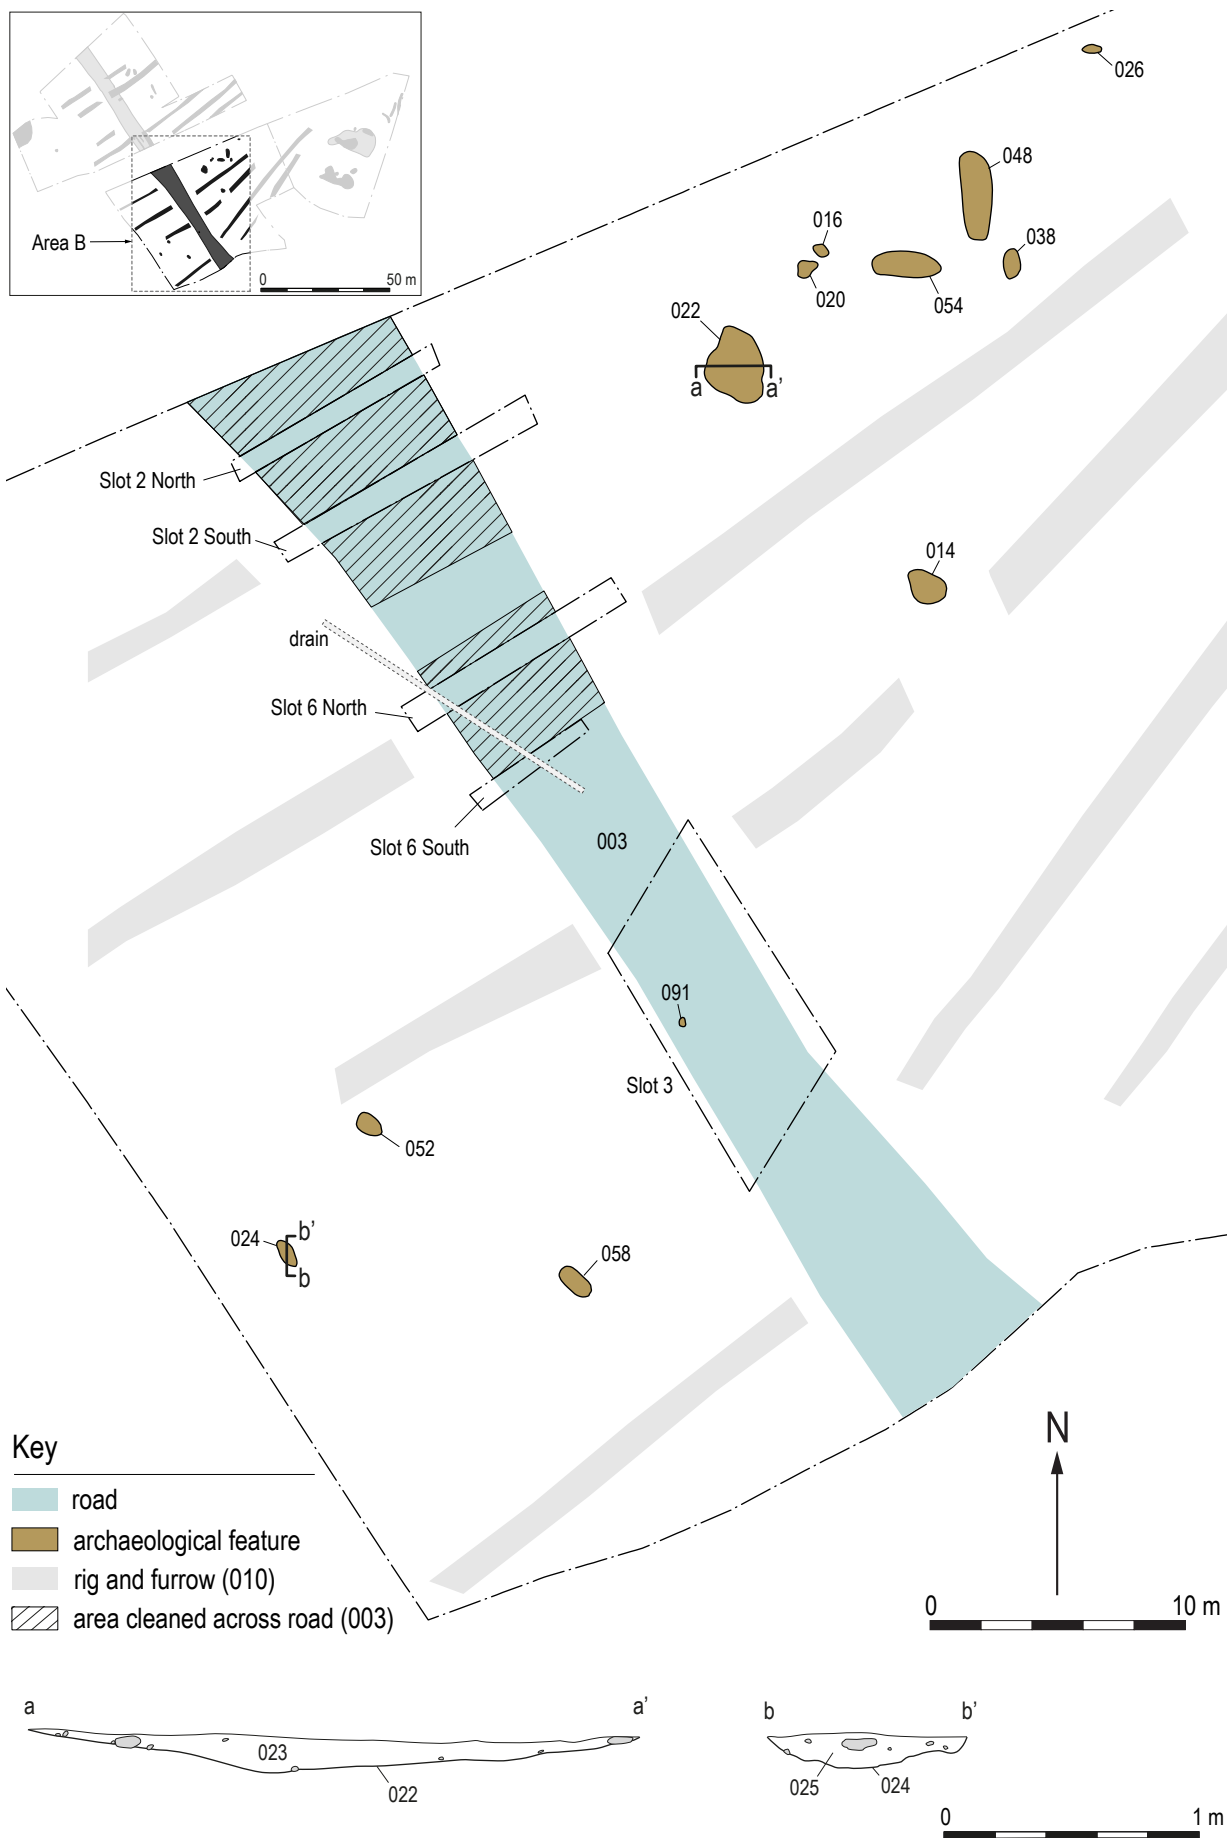 Area B
0 50 m
026
048
016
038
020
054
022
a a'
Slot 2 North
Slot 2 South
014
drain
Slot 6 North
Slot 6 South
003
091
Slot 3
052
024
b'
b
058
N
Key
road
archaeological feature
rig and furrow (010)
area cleaned across road (003)
0 10 m
a a'
b b'
023
022
025
024
0 1 m